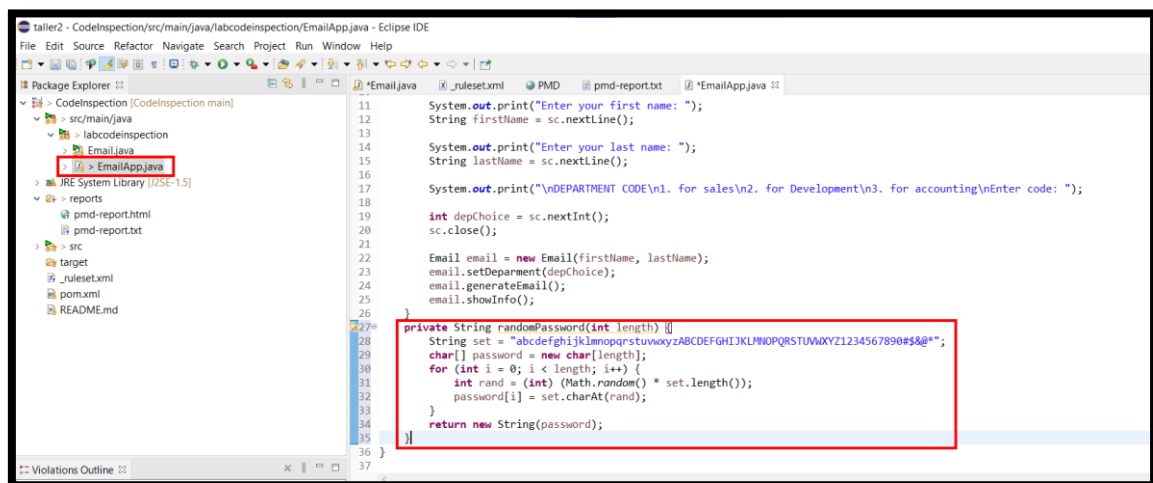 taller2 - CodeInspection/src/main/java/labcodeinspection/EmailApp.java - Eclipse IDE
File Edit Source Refactor Navigate Search Project Run Window Help
Package Explorer
> CodeInspection [CodeInspection main]
> src/main/java
> labcodeinspection
> Email.java
> EmailApp.java
JRE System Library [J2SE-1.5]
> reports
pmd-report.html
pmd-report.txt
> src
target
_ruleset.xml
pom.xml
README.md
Violations Outline
*Email.java _ruleset.xml PMD pmd-report.txt *EmailApp.java
11 System.out.print("Enter your first name: ");
12 String firstName = sc.nextLine();
13
14 System.out.print("Enter your last name: ");
15 String lastName = sc.nextLine();
16
17 System.out.print("\nDEPARTMENT CODE\n1. for sales\n2. for Development\n3. for accounting\nEnter code: ");
18
19 int depChoice = sc.nextInt();
20 sc.close();
21
22 Email email = new Email(firstName, lastName);
23 email.setDeparment(depChoice);
24 email.generateEmail();
25 email.showInfo();
26 }
27 private String randomPassword(int length) {
28 String set = "abcdefghijklmnopqrstuvwxyzABCDEFGHIJKLMNOPQRSTUVWXYZ1234567890#$&@*";
29 char[] password = new char[length];
30 for (int i = 0; i < length; i++) {
31 int rand = (int) (Math.random() * set.length());
32 password[i] = set.charAt(rand);
33 }
34 return new String(password);
35 }
36 }
37